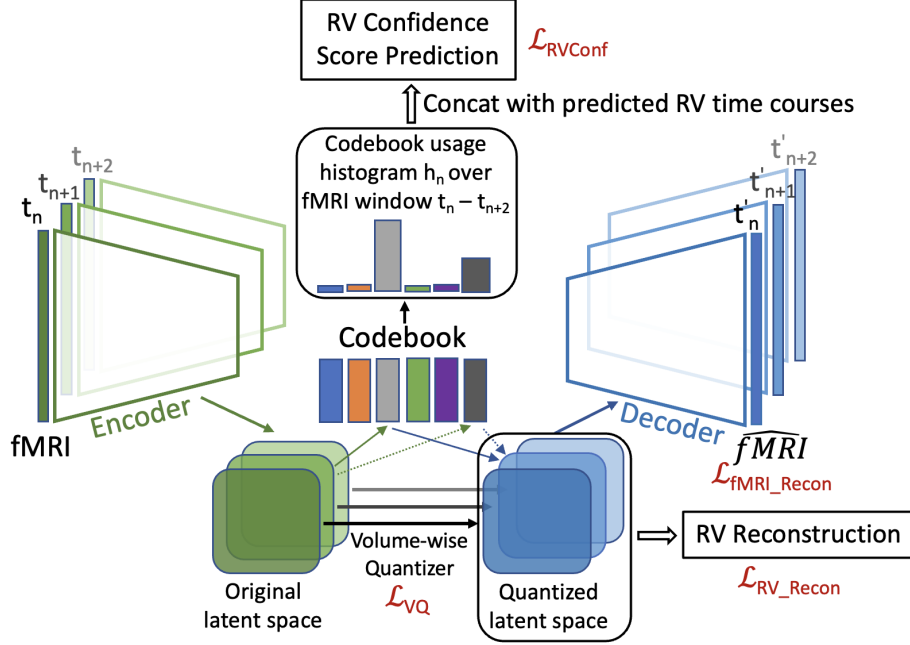 RV Confidence
Score Prediction
ℒRVConf
Concat with predicted RV time courses
Codebook usage
histogram hn over
fMRI window tn – tn+2
tn+2
tn+1
tn
t'n+2
t'n+1
t'n
Codebook
Encoder
Decoder
fMRI
f͡MRI
ℒfMRI_Recon
Volume-wise
Quantizer
ℒVQ
RV Reconstruction
ℒRV_Recon
Original
latent space
Quantized
latent space